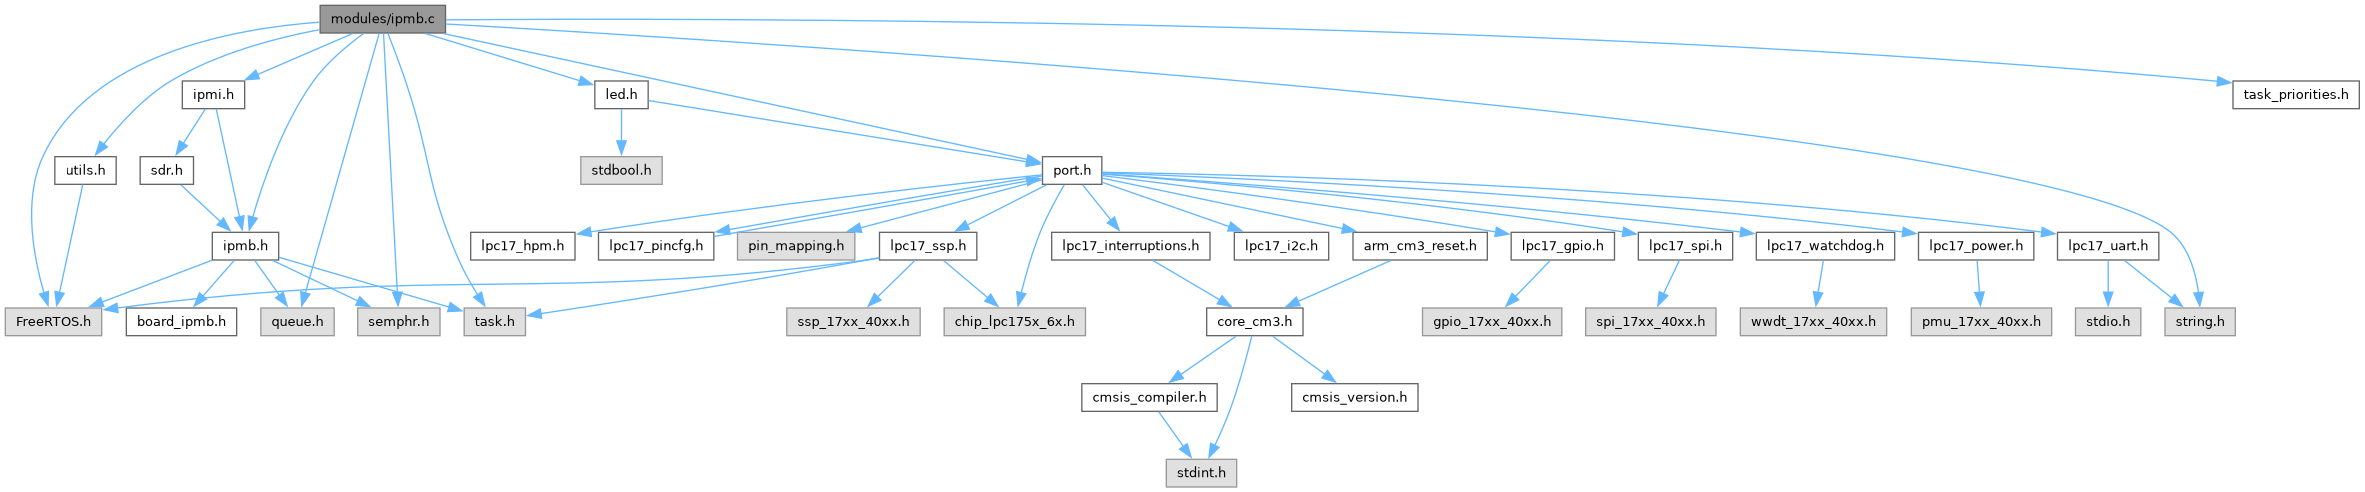 modules/ipmb.c
ipmi.h
led.h
task_priorities.h
utils.h
sdr.h
stdbool.h
port.h
ipmb.h
lpc17_hpm.h
lpc17_pincfg.h
pin_mapping.h
lpc17_ssp.h
lpc17_interruptions.h
lpc17_i2c.h
arm_cm3_reset.h
lpc17_gpio.h
lpc17_spi.h
lpc17_watchdog.h
lpc17_power.h
lpc17_uart.h
FreeRTOS.h
board_ipmb.h
queue.h
semphr.h
task.h
ssp_17xx_40xx.h
chip_lpc175x_6x.h
core_cm3.h
gpio_17xx_40xx.h
spi_17xx_40xx.h
wwdt_17xx_40xx.h
pmu_17xx_40xx.h
stdio.h
string.h
cmsis_compiler.h
cmsis_version.h
stdint.h